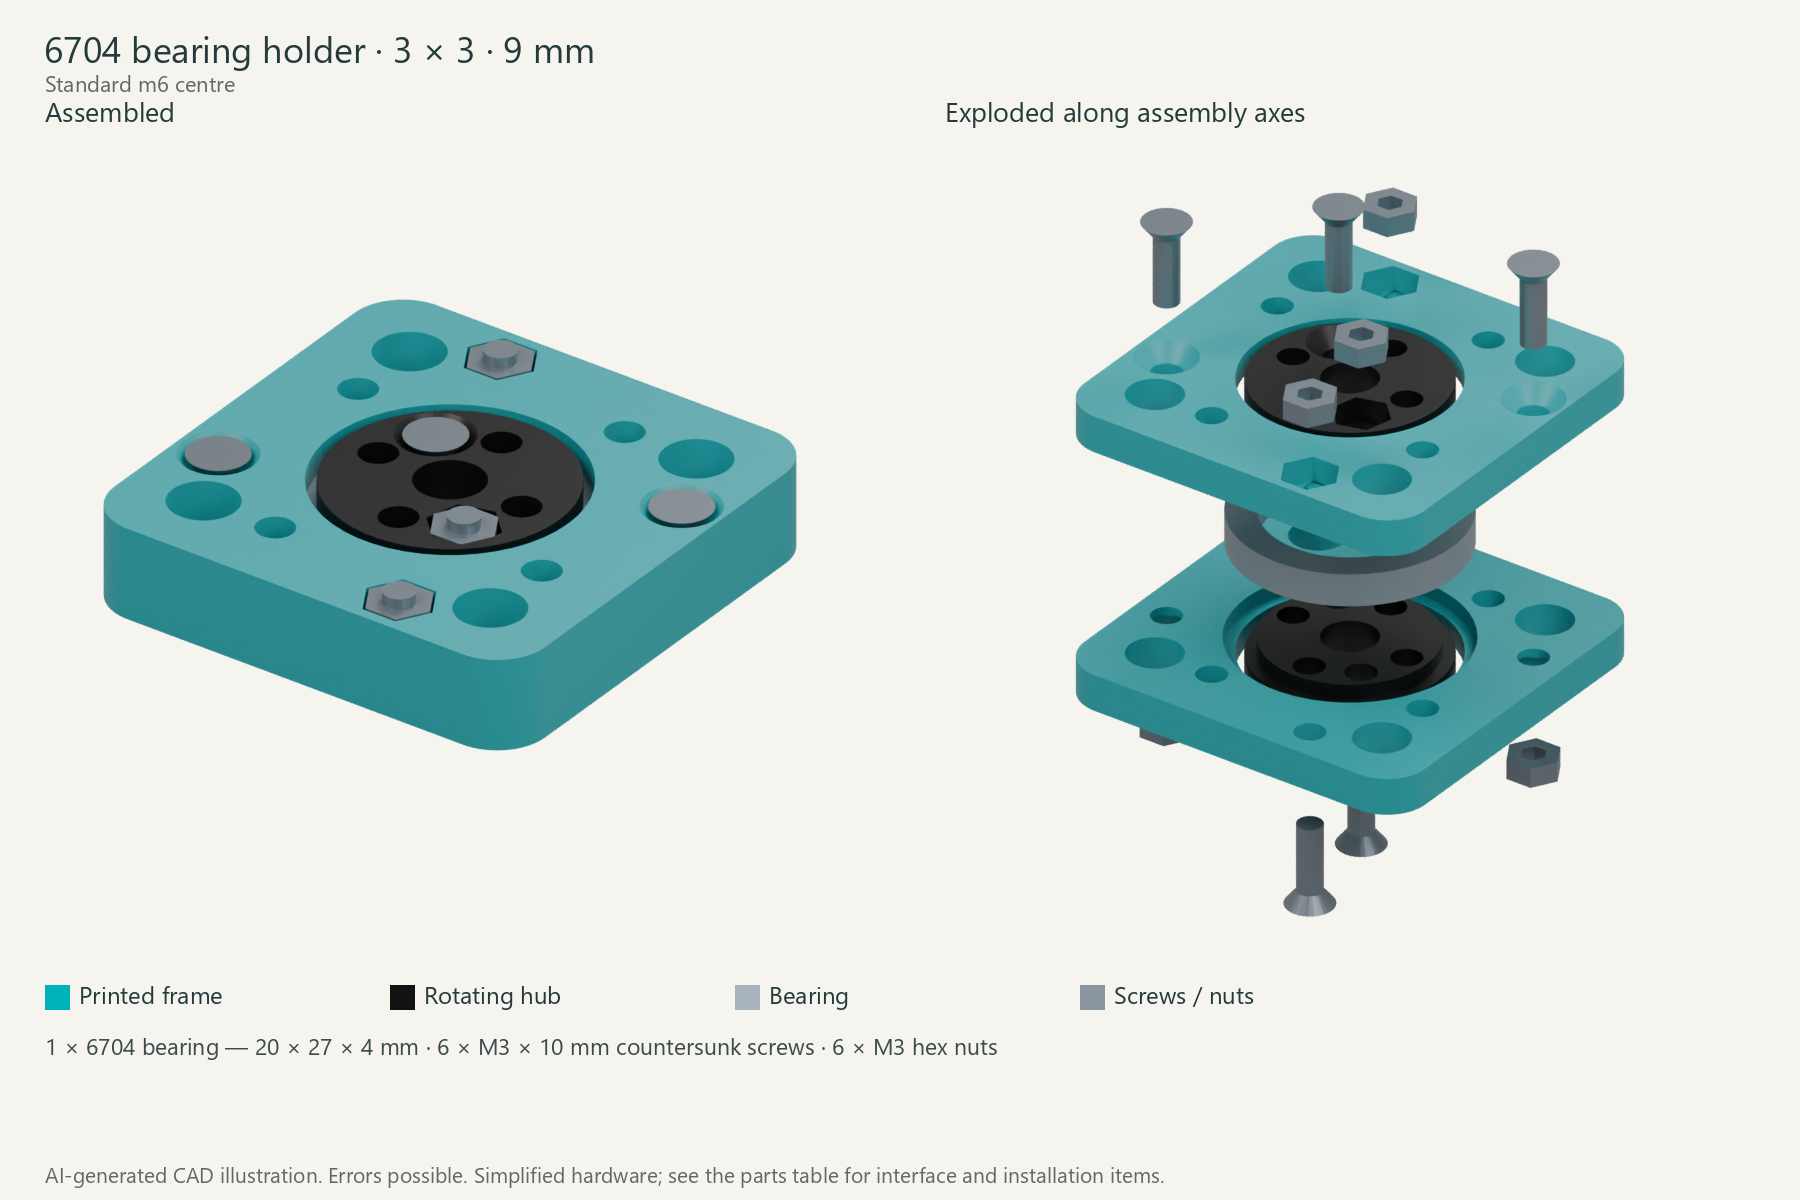 6704 bearing holder · 3 × 3 · 9 mm
Standard m6 centre
Assembled
Exploded along assembly axes
Printed frame
Rotating hub
Bearing
Screws / nuts
1 × 6704 bearing — 20 × 27 × 4 mm · 6 × M3 × 10 mm countersunk screws · 6 × M3 hex nuts
AI-generated CAD illustration. Errors possible. Simplified hardware; see the parts table for interface and installation items.